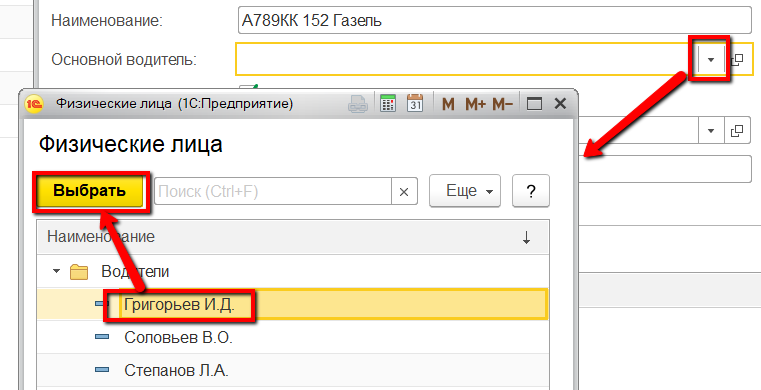 Наименование: А789КК 152 Газель
Основной водитель:
1С Физические лица (1С:Предприятие) 31 M M+ M−
Физические лица
Выбрать Поиск (Ctrl+F) × Еще ?
Наименование ↓
Водители
Григорьев И.Д.
Соловьев В.О.
Степанов Л.А.